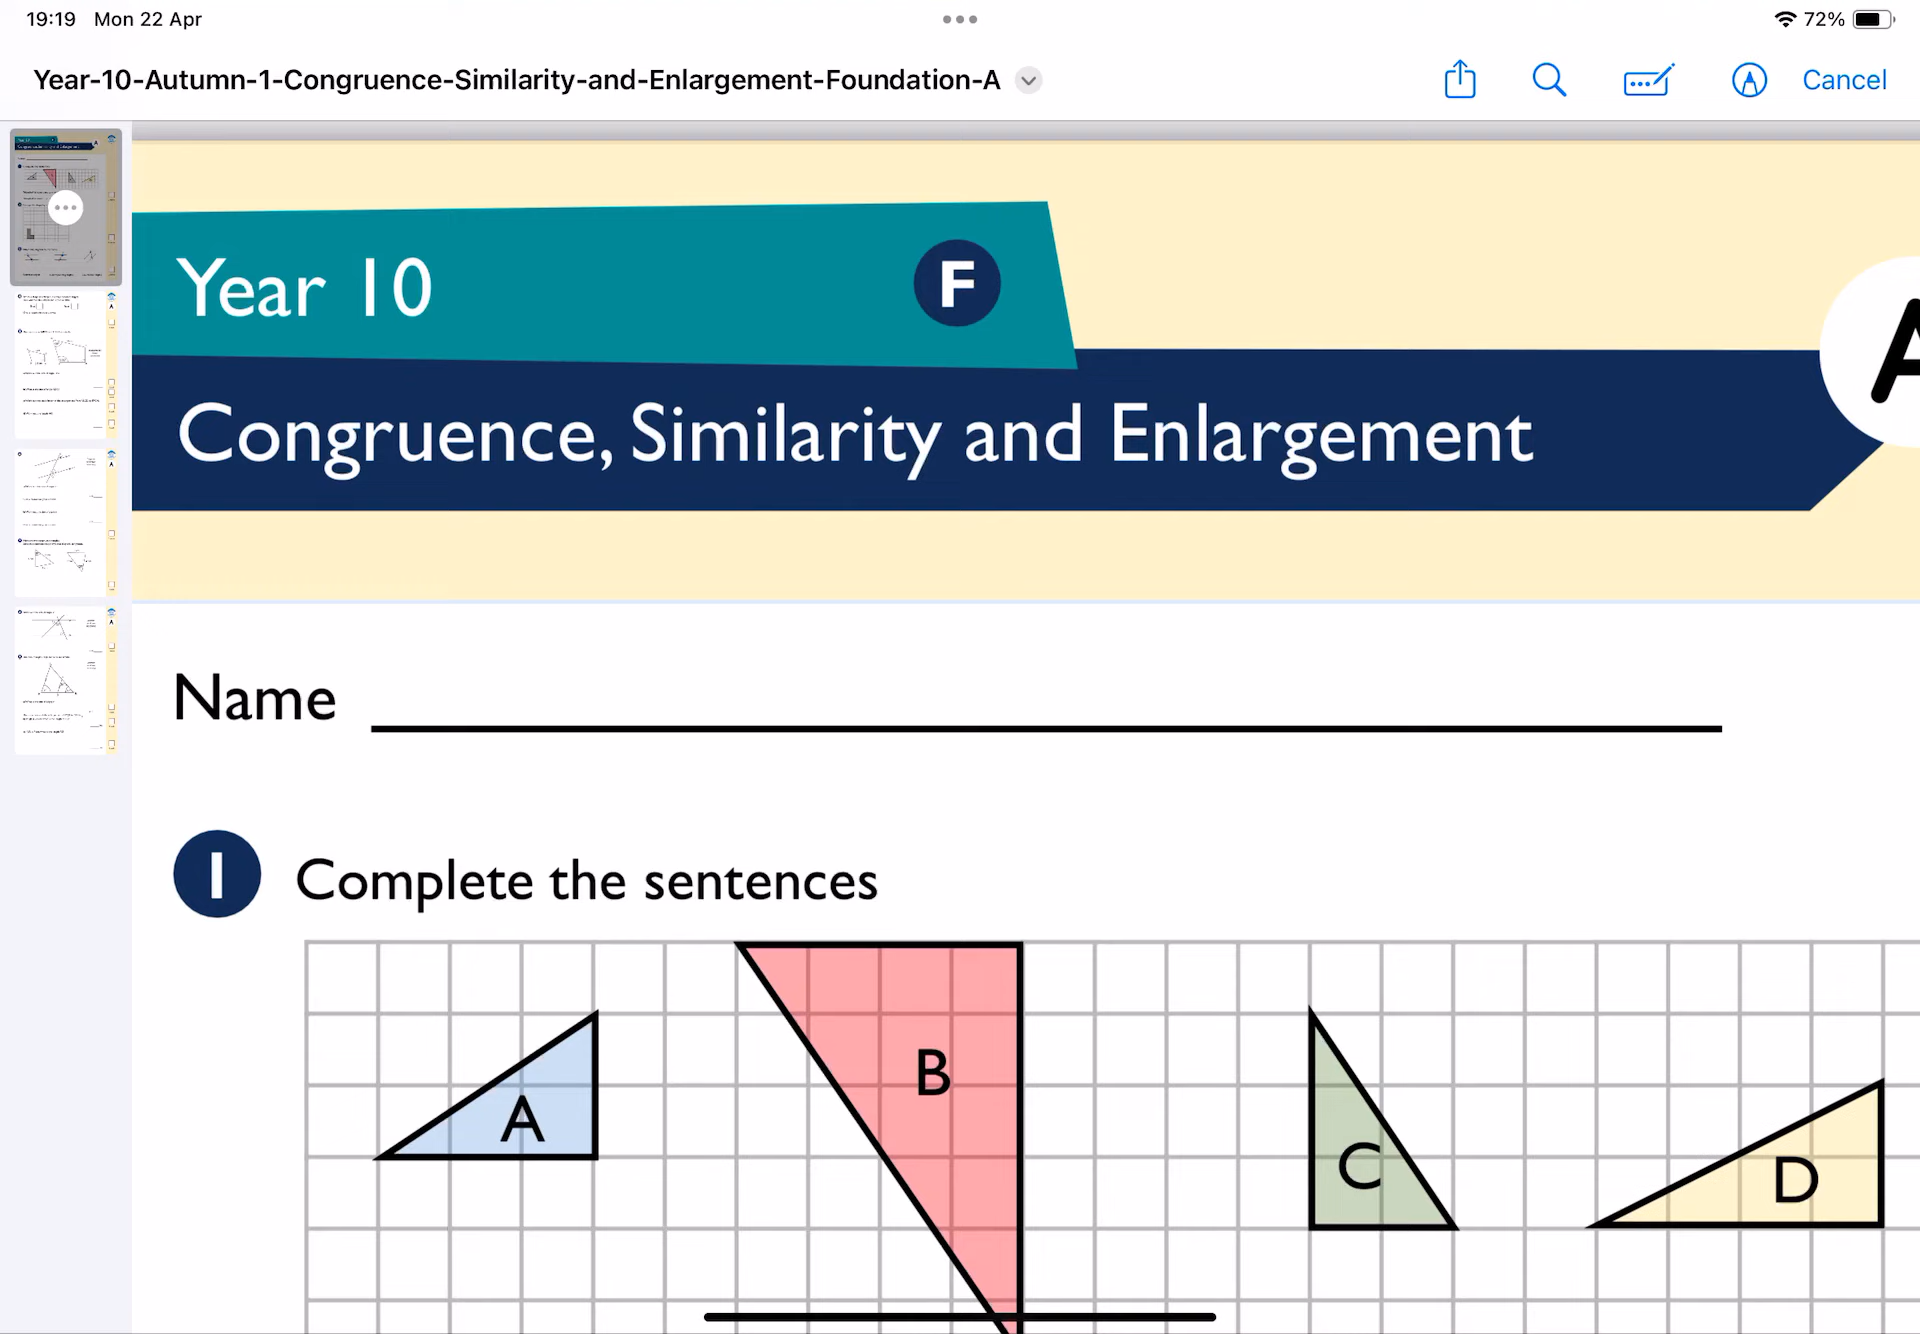 19:19 Mon 22 Apr
72%
Year-10-Autumn-1-Congruence-Similarity-and-Enlargement-Foundation-A
Cancel
Year 10
F
A
Congruence, Similarity and Enlargement
Name
1 Complete the sentences
A
B
C
D